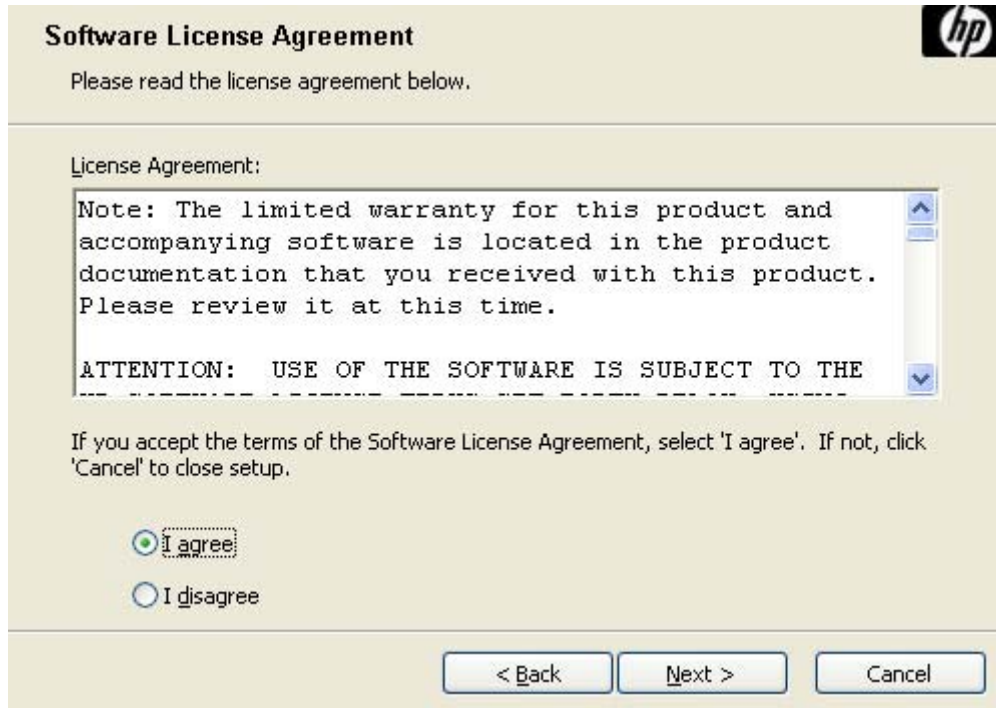 Software License Agreement
hp
Please read the license agreement below.
License Agreement:
Note: The limited warranty for this product and
accompanying software is located in the product
documentation that you received with this product.
Please review it at this time.
ATTENTION:  USE OF THE SOFTWARE IS SUBJECT TO THE
If you accept the terms of the Software License Agreement, select 'I agree'.  If not, click
'Cancel' to close setup.
I agree
I disagree
< Back
Next >
Cancel